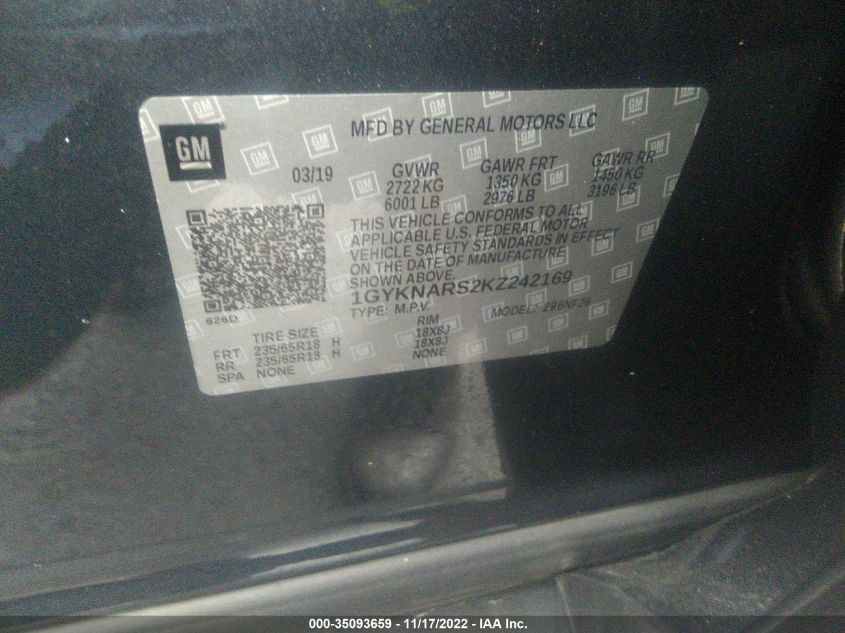 GM
MFD BY GENERAL MOTORS LLC
03/19 GVWR GAWR FRT GAWR RR
2722 KG 1350 KG 1450 KG
6001 LB 2976 LB 3196 LB
THIS VEHICLE CONFORMS TO ALL
APPLICABLE U.S. FEDERAL MOTOR
VEHICLE SAFETY STANDARDS IN EFFECT
ON THE DATE OF MANUFACTURE
SHOWN ABOVE.
1GYKNARS2KZ242169
TYPE: M.P.V. MODEL: 296NF26
626D
TIRE SIZE RIM
FRT 235/65R18 H 18X8J
RR 235/65R18 H 18X8J
SPA NONE NONE
000-35093659 - 11/17/2022 - IAA Inc.